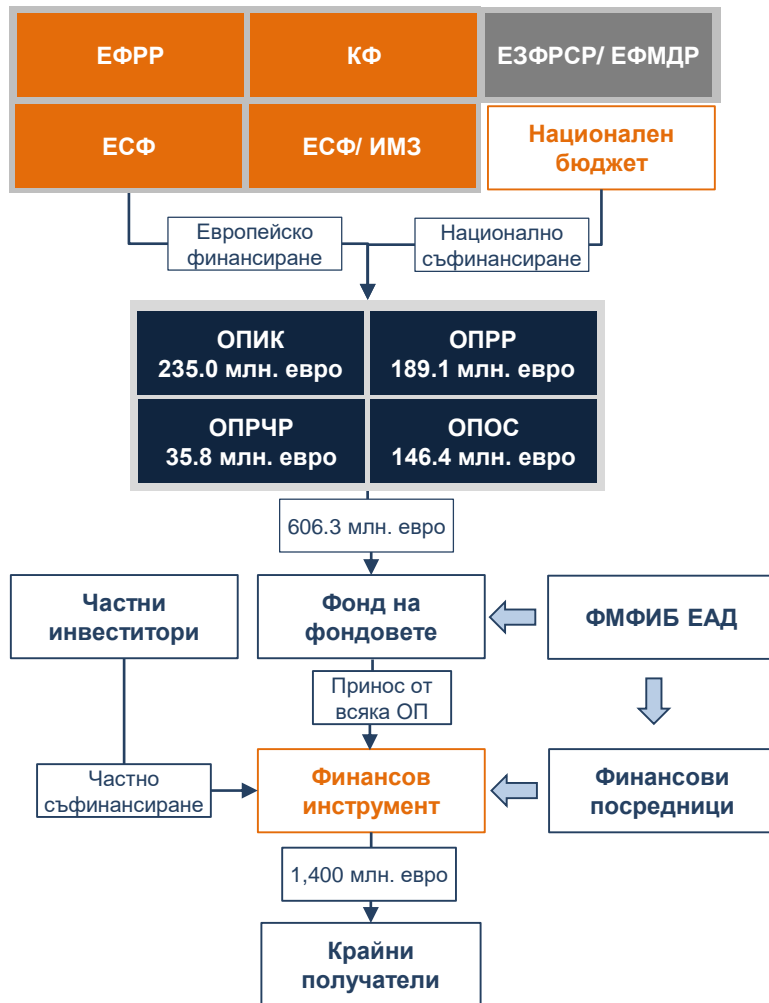 ЕФРР
КФ
ЕЗФРСР/ ЕФМДР
ЕСФ
ЕСФ/ ИМЗ
Национален
бюджет
Европейско
финансиране
Национално
съфинансиране
ОПИК
235.0 млн. евро
ОПРР
189.1 млн. евро
ОПРЧР
35.8 млн. евро
ОПОС
146.4 млн. евро
606.3 млн. евро
Частни
инвеститори
Фонд на
фондовете
ФМФИБ ЕАД
Принос от
всяка ОП
Частно
съфинансиране
Финансов
инструмент
Финансови
посредници
1,400 млн. евро
Крайни
получатели